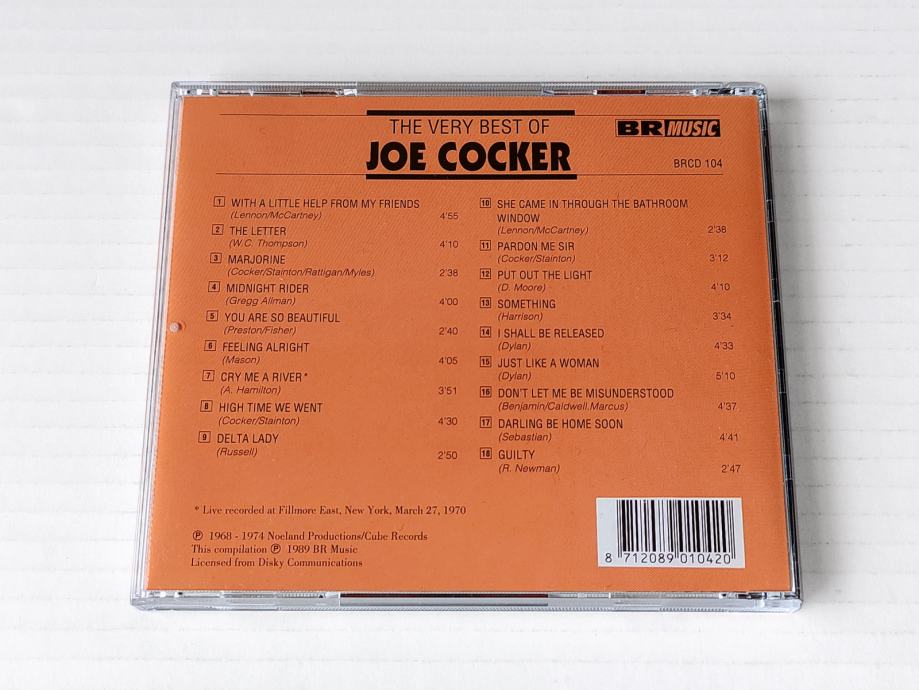 THE VERY BEST OF
JOE COCKER
BR MUSIC
BRCD 104
1 WITH A LITTLE HELP FROM MY FRIENDS
(Lennon/McCartney) 4'55
2 THE LETTER
(W.C. Thompson) 4'10
3 MARJORINE
(Cocker/Stainton/Rattigan/Myles) 2'38
4 MIDNIGHT RIDER
(Gregg Allman) 4'00
5 YOU ARE SO BEAUTIFUL
(Preston/Fisher) 2'40
6 FEELING ALRIGHT
(Mason) 4'05
7 CRY ME A RIVER*
(A. Hamilton) 3'51
8 HIGH TIME WE WENT
(Cocker/Stainton) 4'30
9 DELTA LADY
(Russell) 2'50
10 SHE CAME IN THROUGH THE BATHROOM
WINDOW
(Lennon/McCartney) 2'38
11 PARDON ME SIR
(Cocker/Stainton) 3'12
12 PUT OUT THE LIGHT
(D. Moore) 4'10
13 SOMETHING
(Harrison) 3'34
14 I SHALL BE RELEASED
(Dylan) 4'33
15 JUST LIKE A WOMAN
(Dylan) 5'10
16 DON'T LET ME BE MISUNDERSTOOD
(Benjamin/Caldwell.Marcus) 4'37
17 DARLING BE HOME SOON
(Sebastian) 4'41
18 GUILTY
(R. Newman) 2'47
* Live recorded at Fillmore East, New York, March 27, 1970
℗ 1968 - 1974 Noeland Productions/Cube Records
This compilation ℗ 1989 BR Music
Licensed from Disky Communications
8 712089 010420